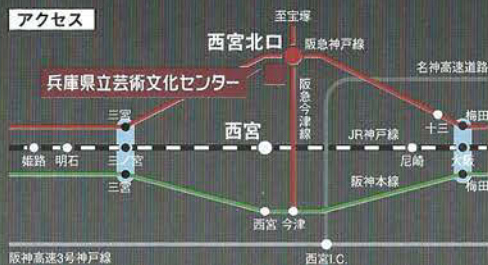 アクセス
至宝塚
西宮北口
阪急神戸線
兵庫県立芸術文化センター
阪急今津線
名神高速道路
三宮
十三
梅田
西宮
JR神戸線
姫路
明石
三ノ宮
尼崎
大阪
三宮
阪神本線
梅田
西宮
今津
阪神高速3号神戸線
西宮I.C.